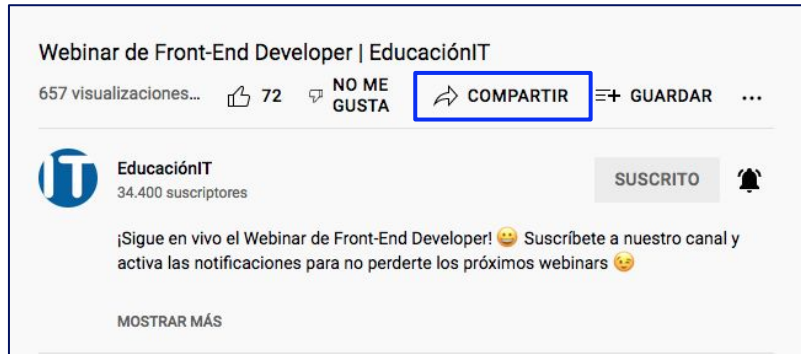 Webinar de Front-End Developer | EducaciónIT
657 visualizaciones... 72 NO ME GUSTA COMPARTIR GUARDAR ...
IT
EducaciónIT
34.400 suscriptores
SUSCRITO
¡Sigue en vivo el Webinar de Front-End Developer! 😀 Suscríbete a nuestro canal y
activa las notificaciones para no perderte los próximos webinars 😉
MOSTRAR MÁS